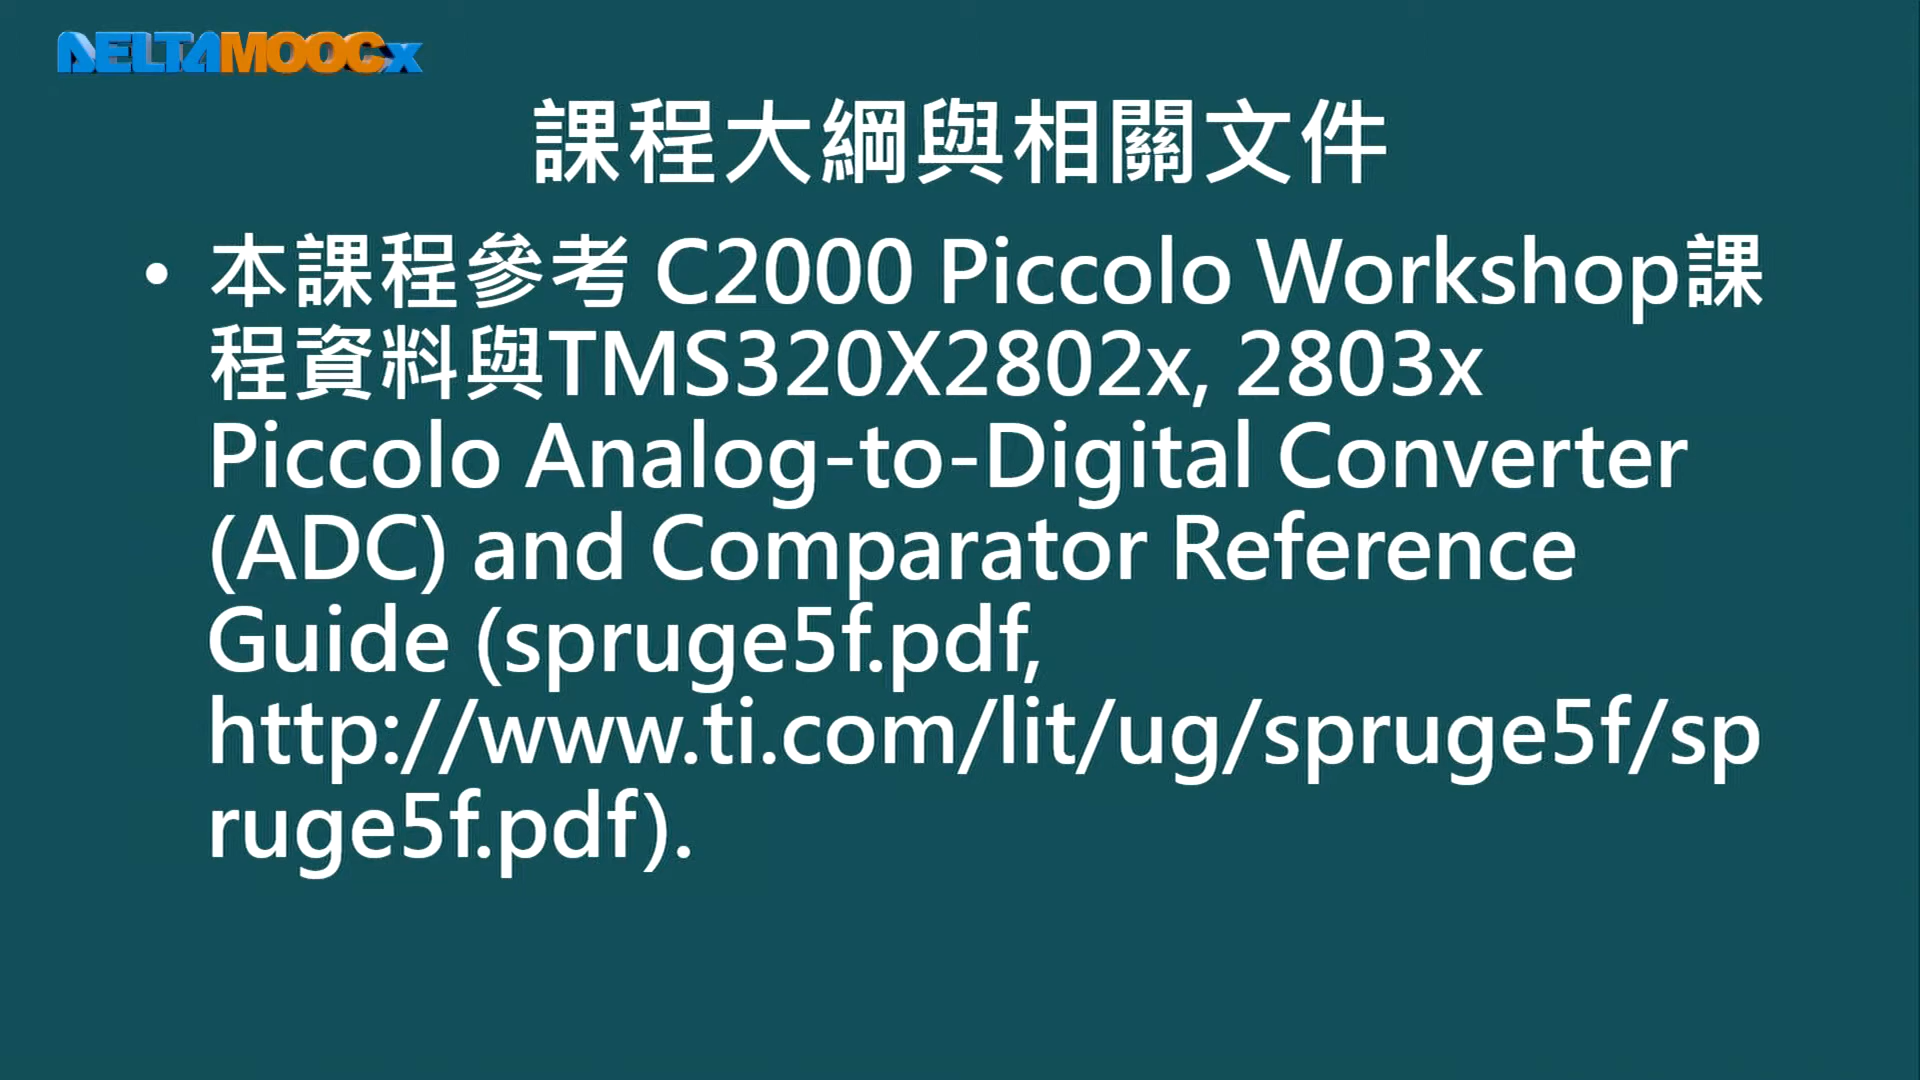 DELTAMOOCx
課程大綱與相關文件
• 本課程參考 C2000 Piccolo Workshop課
程資料與TMS320X2802x, 2803x
Piccolo Analog-to-Digital Converter
(ADC) and Comparator Reference
Guide (spruge5f.pdf,
http://www.ti.com/lit/ug/spruge5f/sp
ruge5f.pdf).